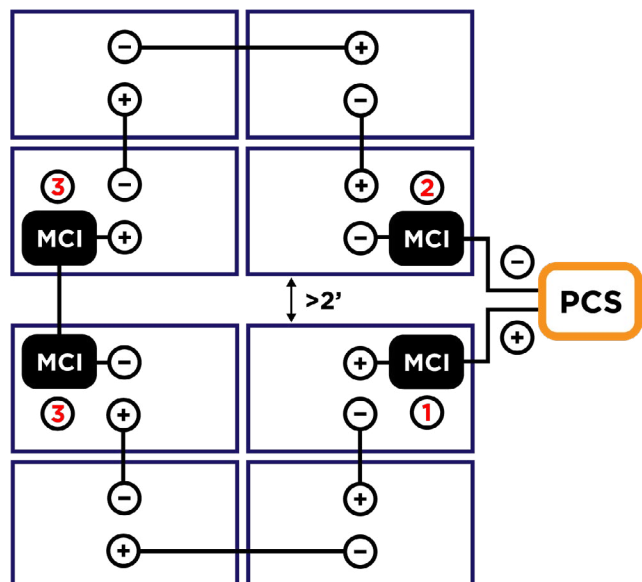 − +
+ −
3 − + 2
MCI + − MCI −
>2' PCS
MCI − + MCI +
3 + − 1
− +
+ −